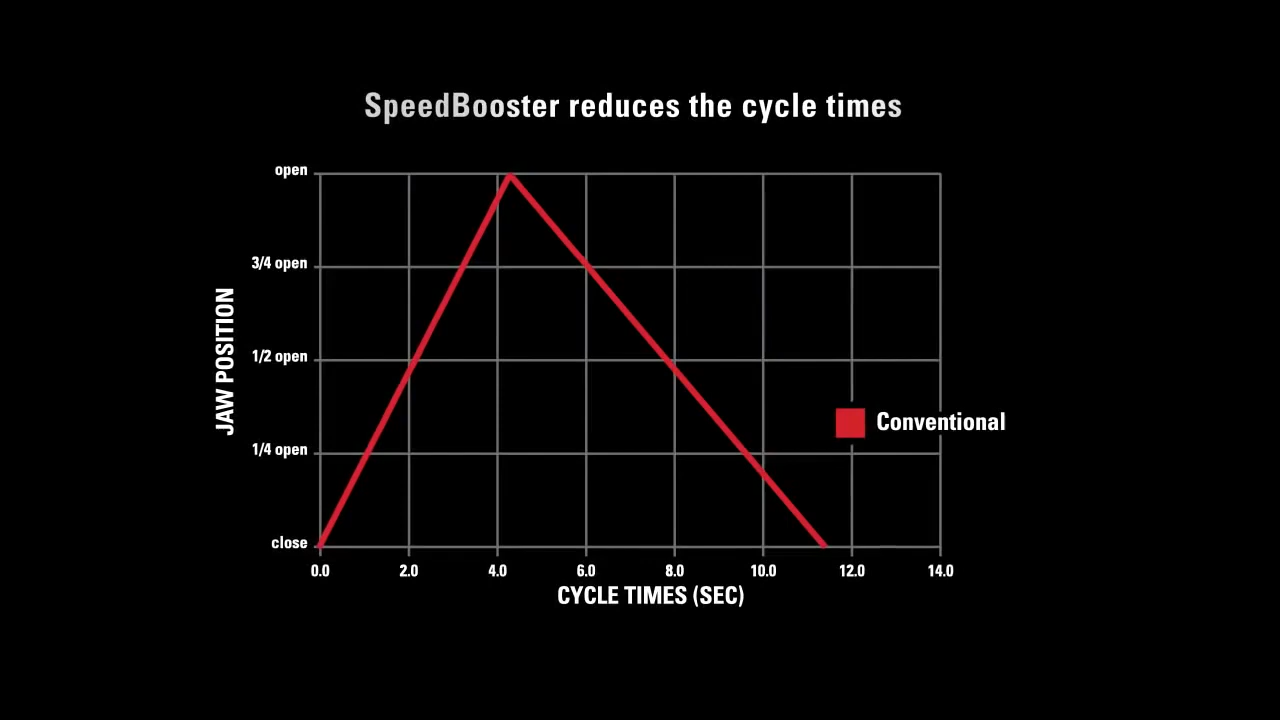 SpeedBooster reduces the cycle times
open
3/4 open
1/2 open
1/4 open
close
JAW POSITION
Conventional
0.0 2.0 4.0 6.0 8.0 10.0 12.0 14.0
CYCLE TIMES (SEC)